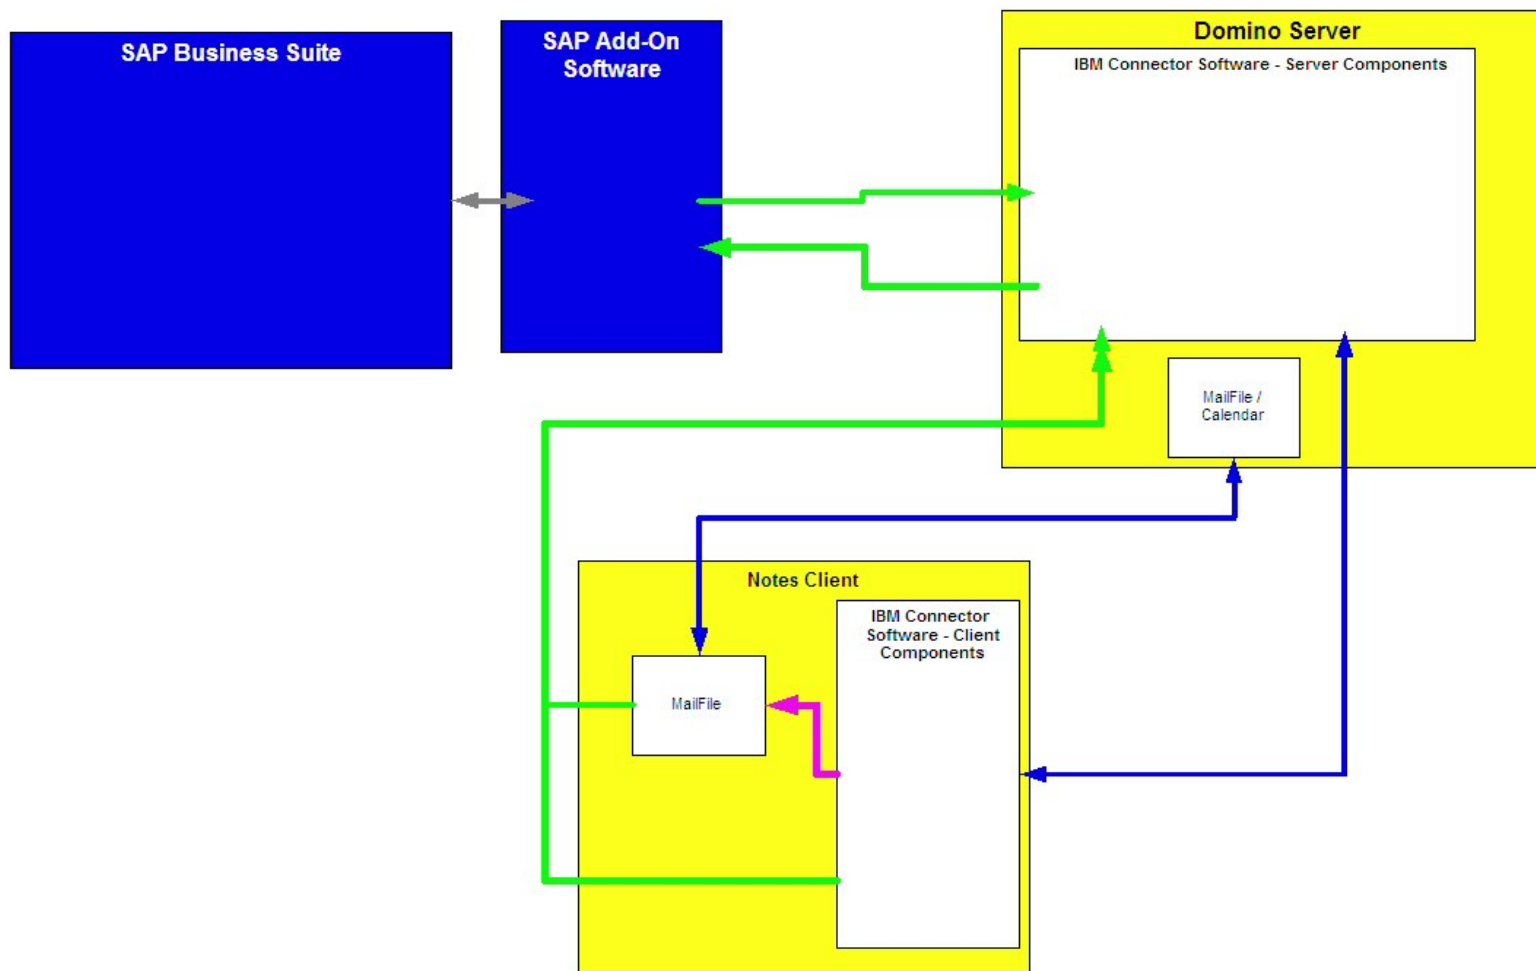 SAP Business Suite
SAP Add-On
Software
Domino Server
IBM Connector Software - Server Components
MailFile /
Calendar
Notes Client
IBM Connector
Software - Client
Components
MailFile